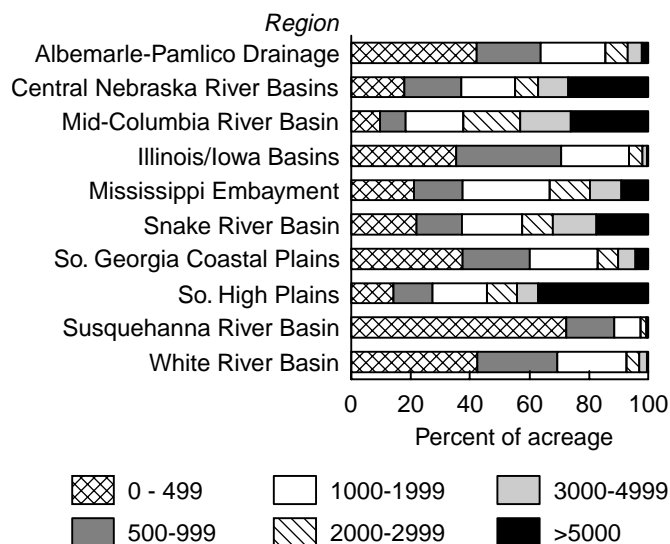 Region
Albemarle-Pamlico Drainage
Central Nebraska River Basins
Mid-Columbia River Basin
Illinois/Iowa Basins
Mississippi Embayment
Snake River Basin
So. Georgia Coastal Plains
So. High Plains
Susquehanna River Basin
White River Basin
0 20 40 60 80 100
Percent of acreage
0 - 499 1000-1999 3000-4999
500-999 2000-2999 >5000